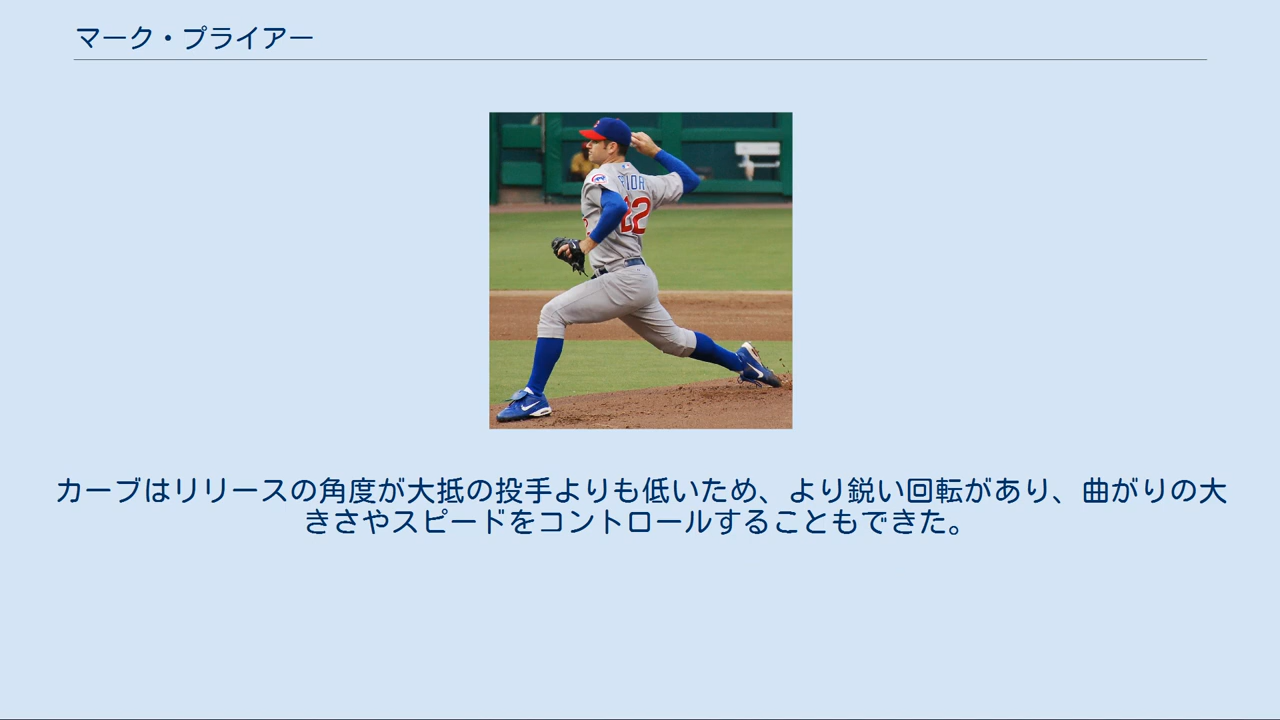 マーク・プライアー
RIOR
22
カーブはリリースの角度が大抵の投手よりも低いため、より鋭い回転があり、曲がりの大
きさやスピードをコントロールすることもできた。